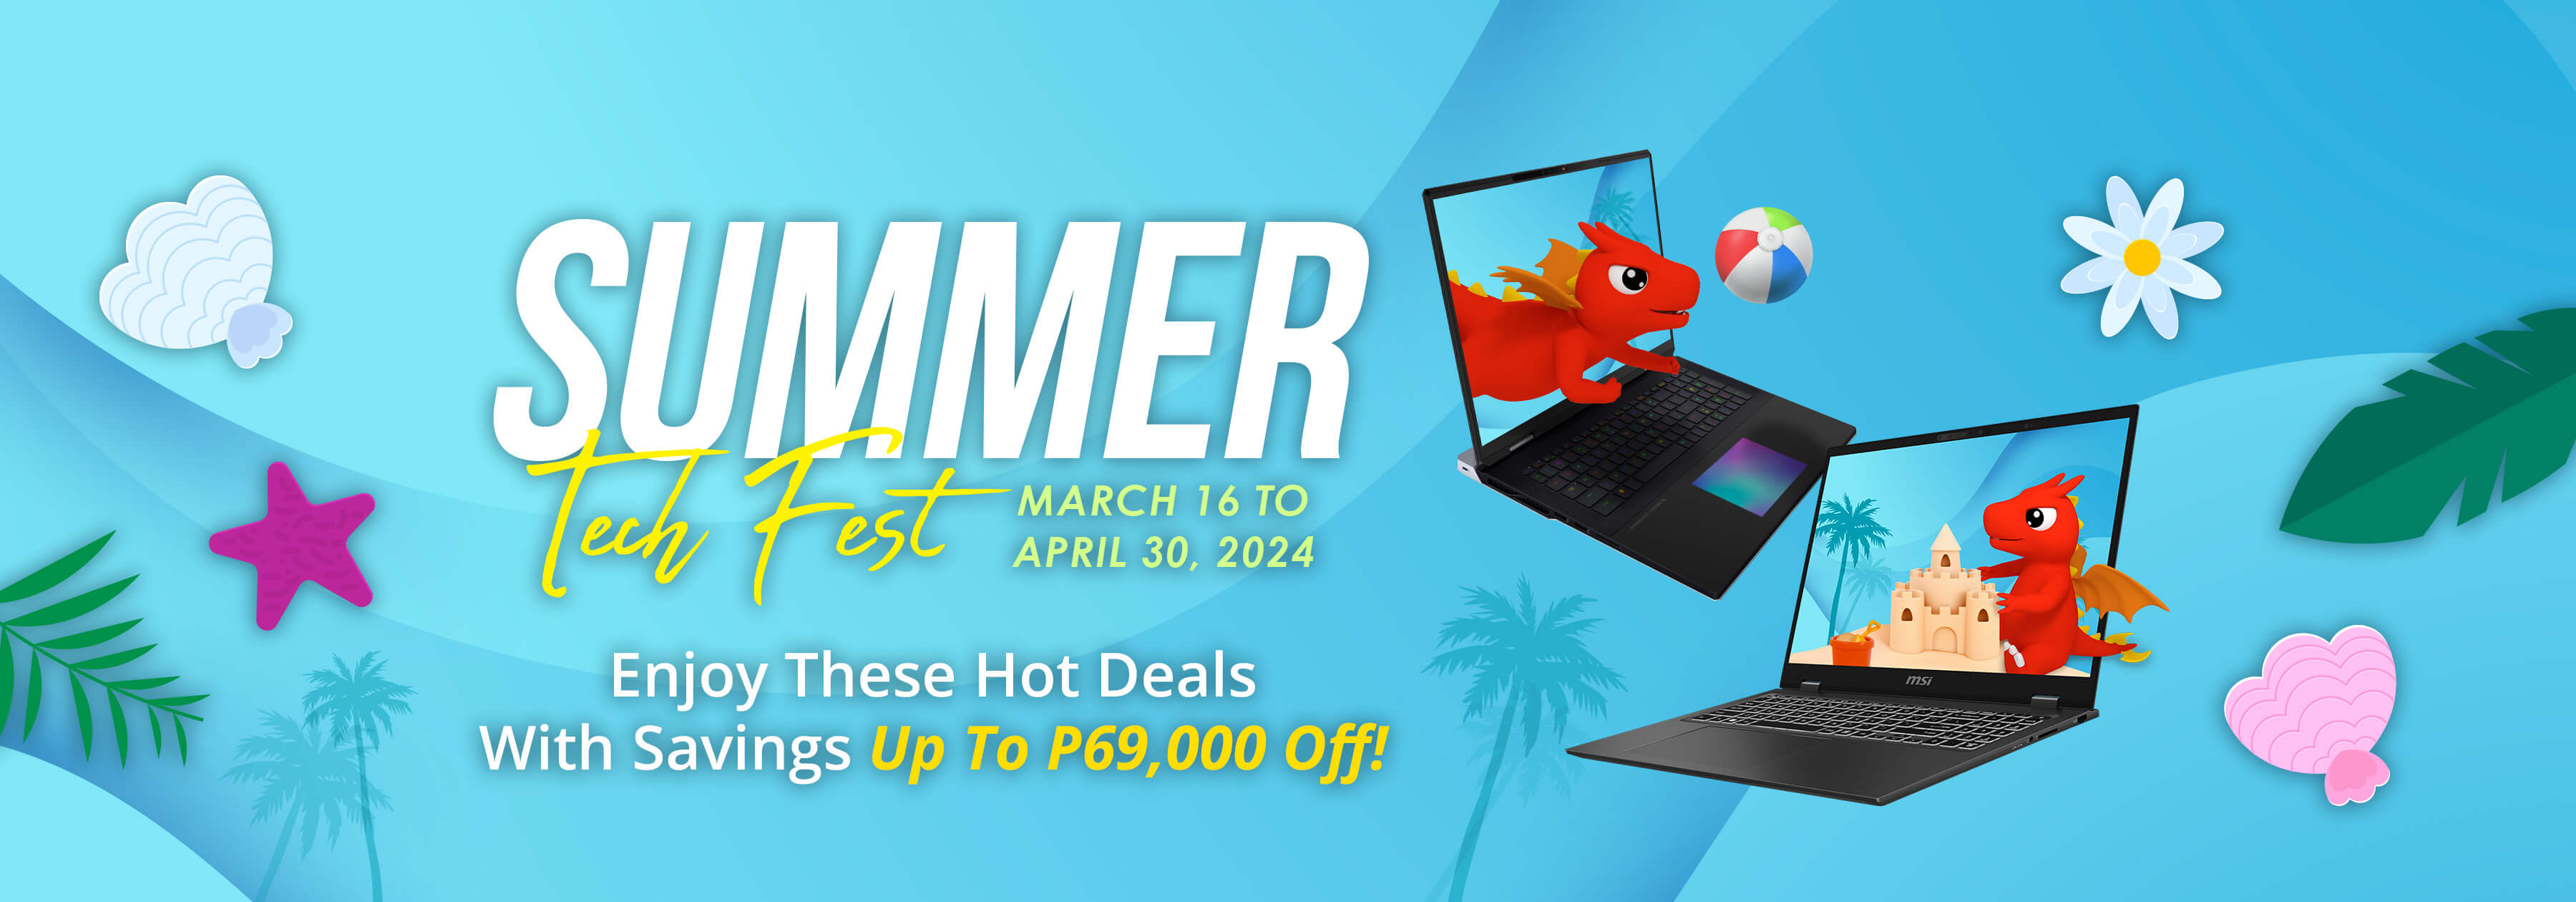 SUMMER
Tech Fest
MARCH 16 TO
APRIL 30, 2024
Enjoy These Hot Deals
With Savings Up To P69,000 Off!
msi